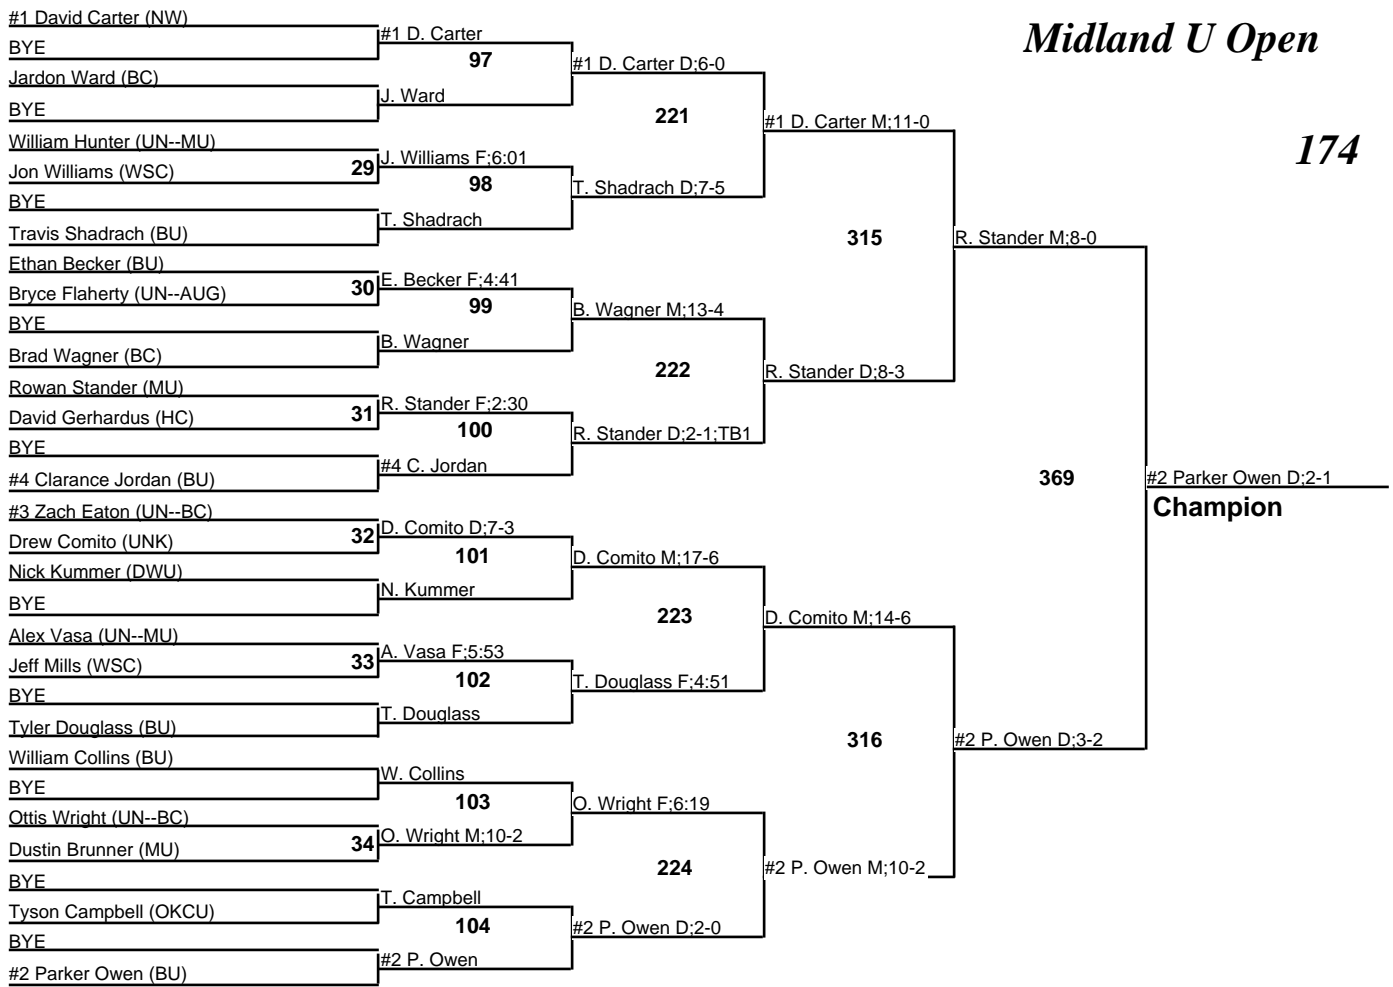 Midland U Open
174
#1 David Carter (NW)
BYE
Jardon Ward (BC)
BYE
William Hunter (UN--MU)
Jon Williams (WSC)
29
BYE
Travis Shadrach (BU)
Ethan Becker (BU)
Bryce Flaherty (UN--AUG)
30
BYE
Brad Wagner (BC)
Rowan Stander (MU)
David Gerhardus (HC)
31
BYE
#4 Clarance Jordan (BU)
#3 Zach Eaton (UN--BC)
Drew Comito (UNK)
32
Nick Kummer (DWU)
BYE
Alex Vasa (UN--MU)
Jeff Mills (WSC)
33
BYE
Tyler Douglass (BU)
William Collins (BU)
BYE
Ottis Wright (UN--BC)
Dustin Brunner (MU)
34
BYE
Tyson Campbell (OKCU)
BYE
#2 Parker Owen (BU)
#1 D. Carter
97
J. Ward
J. Williams F;6:01
98
T. Shadrach
E. Becker F;4:41
99
B. Wagner
R. Stander F;2:30
100
#4 C. Jordan
D. Comito D;7-3
101
N. Kummer
A. Vasa F;5:53
102
T. Douglass
W. Collins
103
O. Wright M;10-2
T. Campbell
104
#2 P. Owen
#1 D. Carter D;6-0
221
T. Shadrach D;7-5
B. Wagner M;13-4
222
R. Stander D;2-1;TB1
D. Comito M;17-6
223
T. Douglass F;4:51
O. Wright F;6:19
224
#2 P. Owen D;2-0
#1 D. Carter M;11-0
315
R. Stander D;8-3
D. Comito M;14-6
316
#2 P. Owen M;10-2
R. Stander M;8-0
369
#2 P. Owen D;3-2
#2 Parker Owen D;2-1
Champion